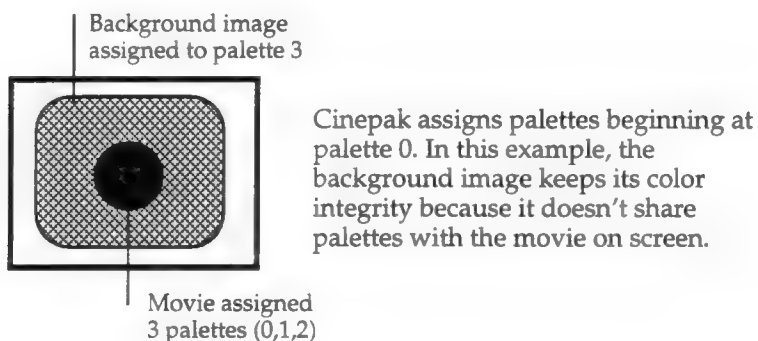 Background image
assigned to palette 3
Cinepak assigns palettes beginning at
palette 0. In this example, the
background image keeps its color
integrity because it doesn't share
palettes with the movie on screen.
Movie assigned
3 palettes (0,1,2)